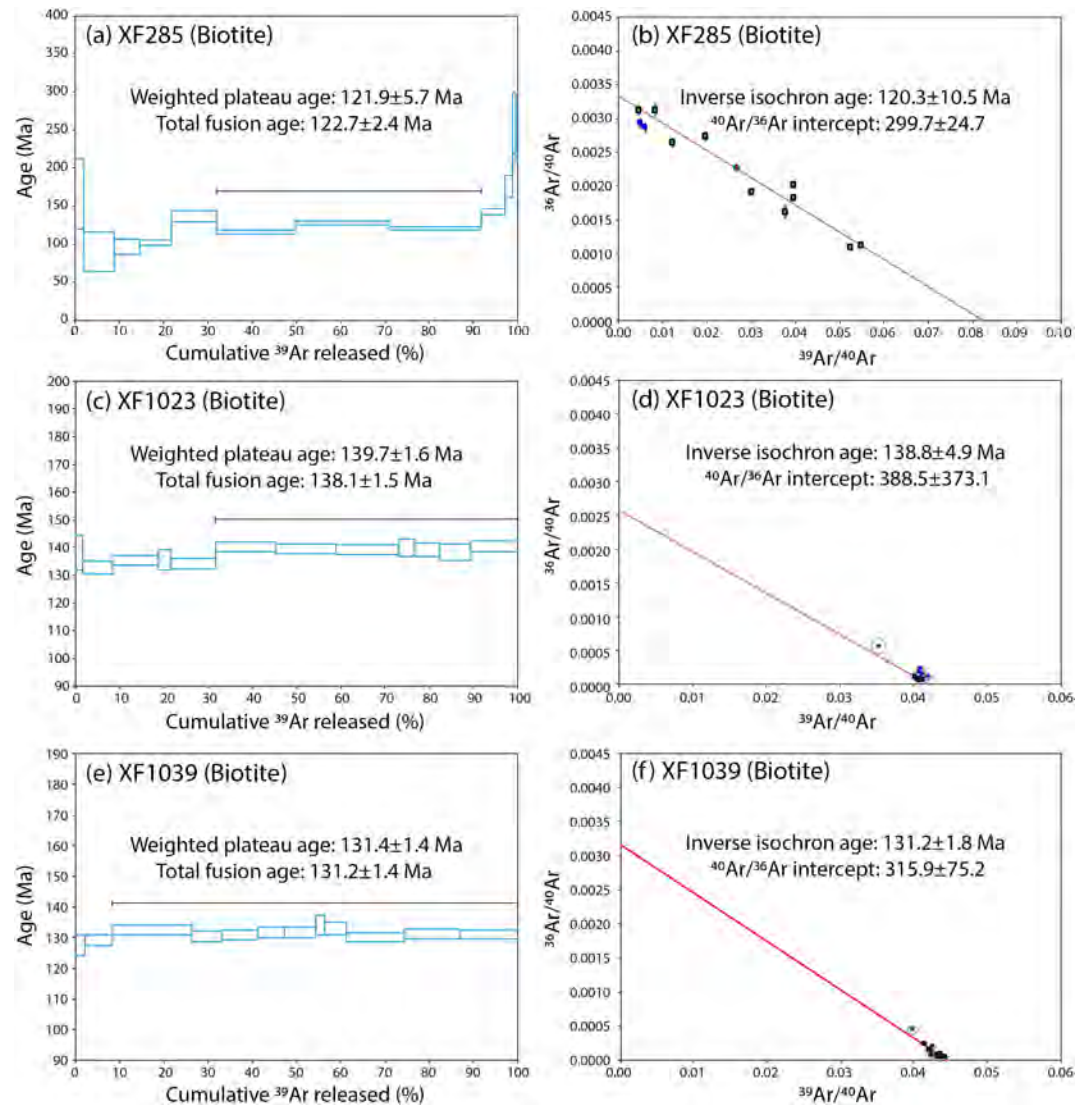 (a) XF285 (Biotite)
Weighted plateau age: 121.9±5.7 Ma
Total fusion age: 122.7±2.4 Ma
Age (Ma)
400
350
300
250
200
150
100
50
0
0 10 20 30 40 50 60 70 80 90 100
Cumulative ³⁹Ar released (%)
(b) XF285 (Biotite)
Inverse isochron age: 120.3±10.5 Ma
⁴⁰Ar/³⁶Ar intercept: 299.7±24.7
³⁶Ar/⁴⁰Ar
0.0045
0.0040
0.0035
0.0030
0.0025
0.0020
0.0015
0.0010
0.0005
0.0000
0.00 0.01 0.02 0.03 0.04 0.05 0.06 0.07 0.08 0.09 0.10
³⁹Ar/⁴⁰Ar
(c) XF1023 (Biotite)
Weighted plateau age: 139.7±1.6 Ma
Total fusion age: 138.1±1.5 Ma
Age (Ma)
200
190
180
170
160
150
140
130
120
110
100
90
0 10 20 30 40 50 60 70 80 90 100
Cumulative ³⁹Ar released (%)
(d) XF1023 (Biotite)
Inverse isochron age: 138.8±4.9 Ma
⁴⁰Ar/³⁶Ar intercept: 388.5±373.1
³⁶Ar/⁴⁰Ar
0.0045
0.0040
0.0035
0.0030
0.0025
0.0020
0.0015
0.0010
0.0005
0.0000
0.00 0.01 0.02 0.03 0.04 0.05 0.06
³⁹Ar/⁴⁰Ar
(e) XF1039 (Biotite)
Weighted plateau age: 131.4±1.4 Ma
Total fusion age: 131.2±1.4 Ma
Age (Ma)
190
180
170
160
150
140
130
120
110
100
90
0 10 20 30 40 50 60 70 80 90 100
Cumulative ³⁹Ar released (%)
(f) XF1039 (Biotite)
Inverse isochron age: 131.2±1.8 Ma
⁴⁰Ar/³⁶Ar intercept: 315.9±75.2
³⁶Ar/⁴⁰Ar
0.0045
0.0040
0.0035
0.0030
0.0025
0.0020
0.0015
0.0010
0.0005
0.0000
0.00 0.01 0.02 0.03 0.04 0.05 0.06
³⁹Ar/⁴⁰Ar